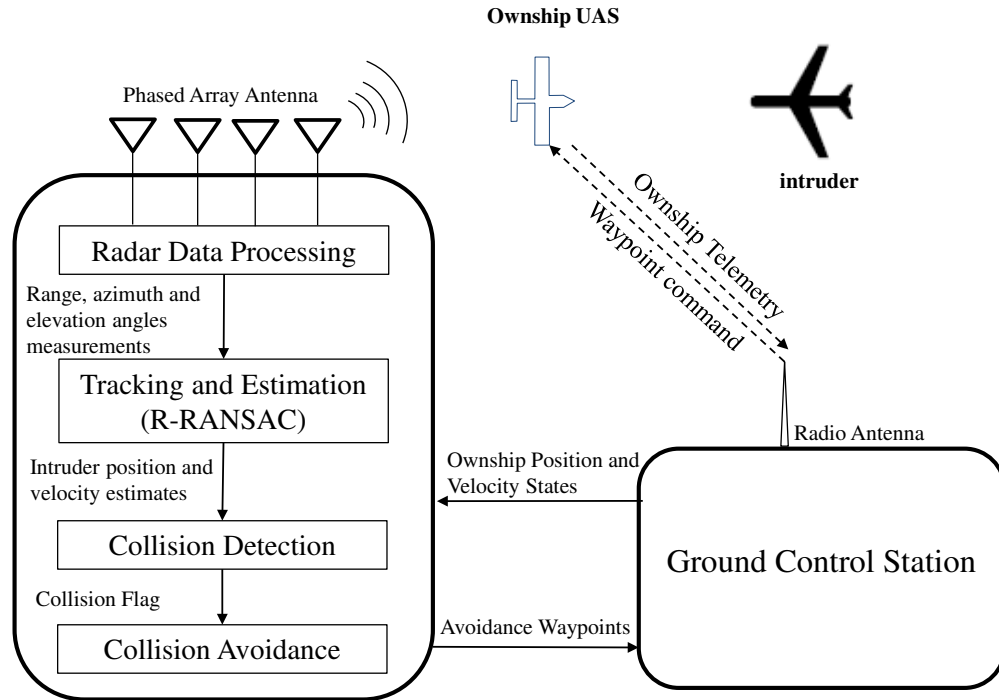 Ownship UAS
Phased Array Antenna
intruder
Ownship Telemetry
Waypoint command
Radar Data Processing
Range, azimuth and
elevation angles
measurements
Tracking and Estimation
(R-RANSAC)
Intruder position and
velocity estimates
Collision Detection
Collision Flag
Collision Avoidance
Ownship Position and
Velocity States
Avoidance Waypoints
Radio Antenna
Ground Control Station